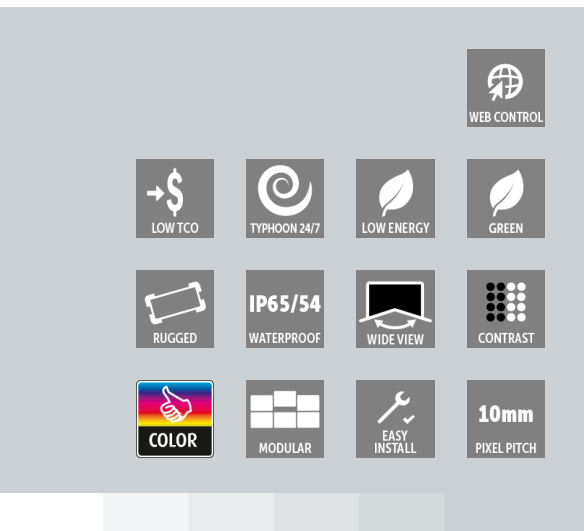 WEB CONTROL
$
LOW TCO
TYPHOON 24/7
LOW ENERGY
GREEN
RUGGED
IP65/54
WATERPROOF
WIDE VIEW
CONTRAST
COLOR
MODULAR
EASY
INSTALL
10mm
PIXEL PITCH